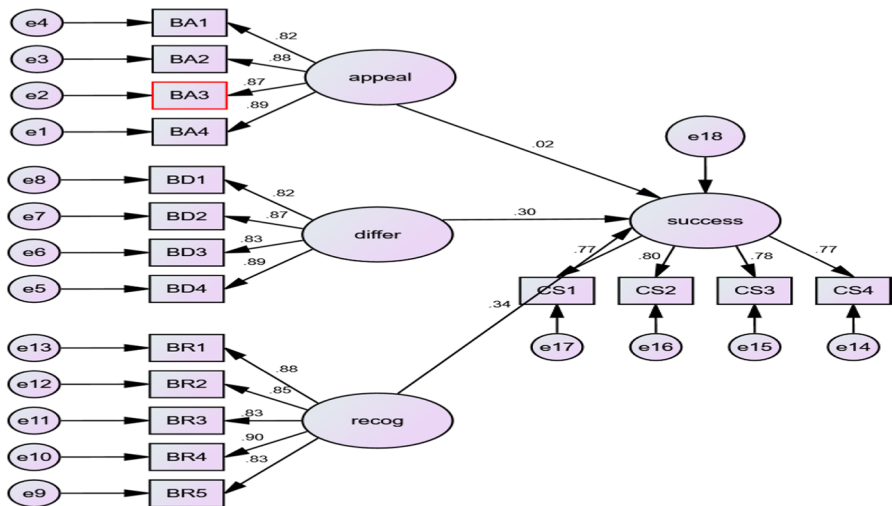 e4
BA1
.82
e3
BA2
.88
appeal
e2
BA3
.87
e1
BA4
.89
.02
e18
e8
BD1
.82
e7
BD2
.87
differ
.30
success
e6
BD3
.83
e5
BD4
.89
.77
.80
.78
.77
CS1
CS2
CS3
CS4
.34
e17
e16
e15
e14
e13
BR1
.88
e12
BR2
.85
e11
BR3
.83
recog
e10
BR4
.90
e9
BR5
.83